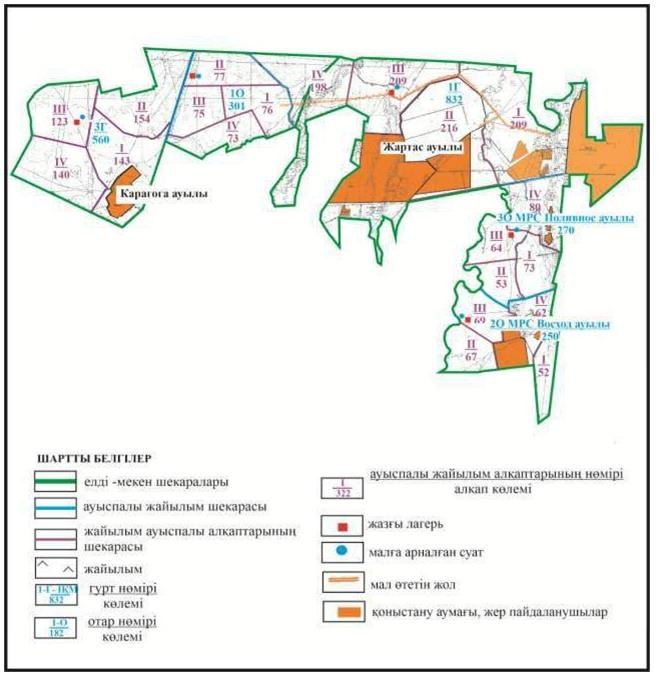 II
77
III
75
1О
301
I
76
IV
73
IV
198
III
209
1Г
832
II
216
I
209
Жартас ауылы
III
123
3Г
560
II
154
I
143
IV
140
Карағоға ауылы
IV
80
3О МРС Поливное ауылы
270
III
64
I
73
II
53
III
69
IV
62
2О МРС Восход ауылы
250
II
67
I
52
ШАРТТЫ БЕЛГІЛЕР
елді -мекен шекаралары
ауыспалы жайылым шекарасы
жайылым ауыспалы алқаптарының
шекарасы
жайылым
1-Г - ІҚМ
832
гурт нөмірі
көлемі
1-О
182
отар нөмірі
көлемі
I
322
ауыспалы жайылым алқаптарының нөмірі
алқап көлемі
жазғы лагерь
малға арналған суат
мал өтетін жол
қоныстану аумағы, жер пайдаланушылар